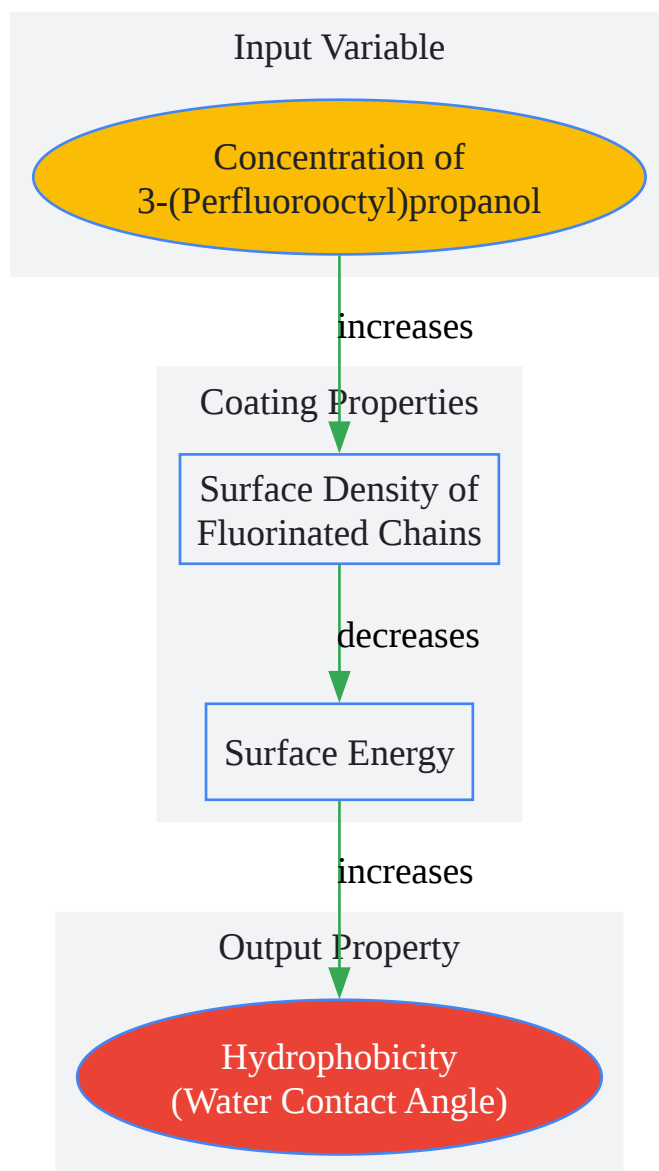 Input Variable
Concentration of
3-(Perfluorooctyl)propanol
increases
Coating Properties
Surface Density of
Fluorinated Chains
decreases
Surface Energy
increases
Output Property
Hydrophobicity
(Water Contact Angle)